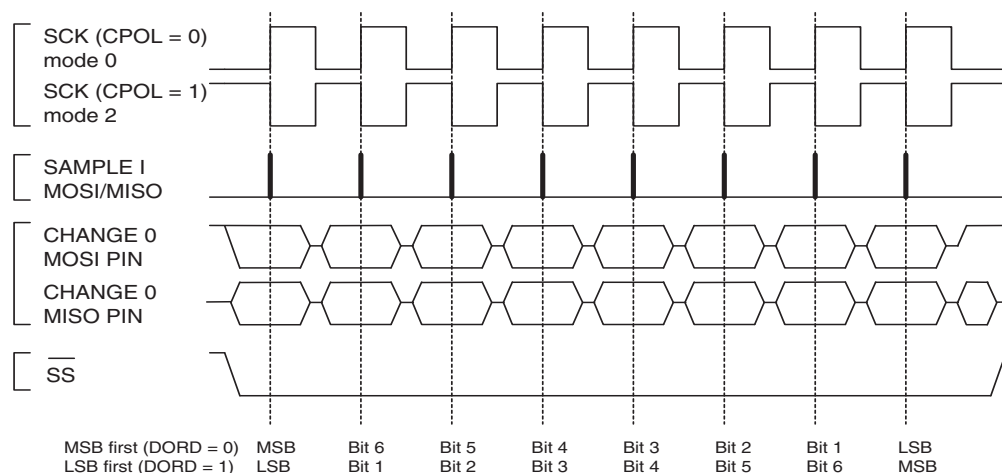 SCK (CPOL = 0)
mode 0
SCK (CPOL = 1)
mode 2
SAMPLE I
MOSI/MISO
CHANGE 0
MOSI PIN
CHANGE 0
MISO PIN
SS
MSB first (DORD = 0) MSB Bit 6 Bit 5 Bit 4 Bit 3 Bit 2 Bit 1 LSB
LSB first (DORD = 1) LSB Bit 1 Bit 2 Bit 3 Bit 4 Bit 5 Bit 6 MSB